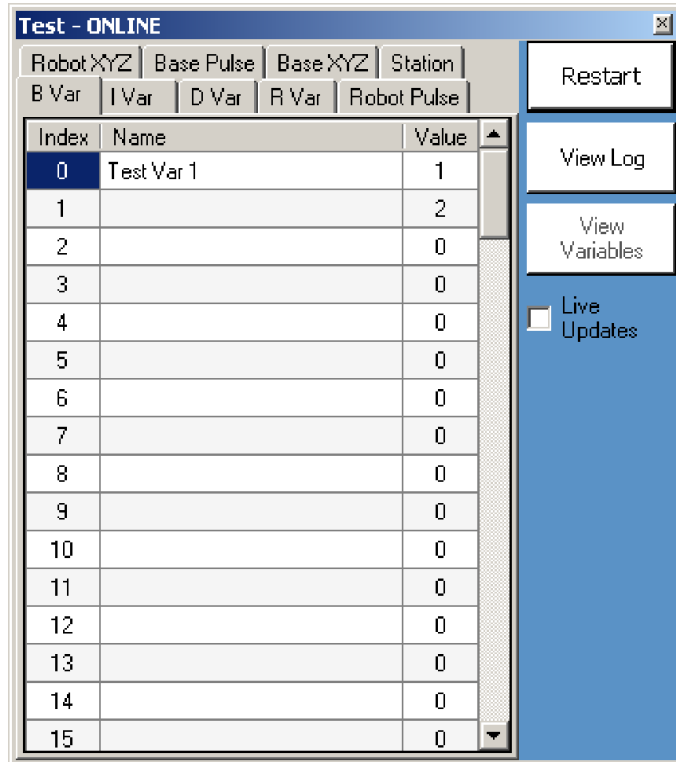 Test - ONLINE
Robot XYZ Base Pulse Base XYZ Station
B Var I Var D Var R Var Robot Pulse
Index Name Value
0 Test Var 1 1
1 2
2 0
3 0
4 0
5 0
6 0
7 0
8 0
9 0
10 0
11 0
12 0
13 0
14 0
15 0
Restart
View Log
View
Variables
Live
Updates